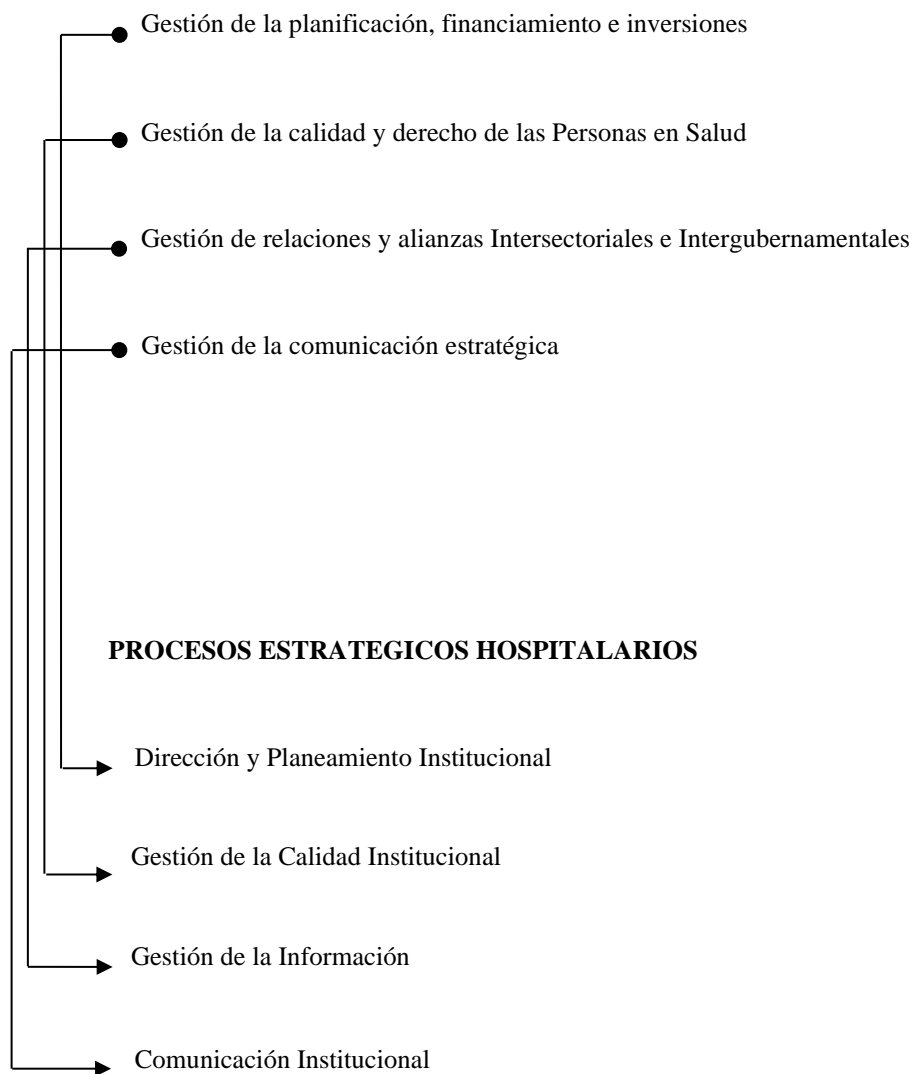 Gestión de la planificación, financiamiento e inversiones
Gestión de la calidad y derecho de las Personas en Salud
Gestión de relaciones y alianzas Intersectoriales e Intergubernamentales
Gestión de la comunicación estratégica
PROCESOS ESTRATEGICOS HOSPITALARIOS
Dirección y Planeamiento Institucional
Gestión de la Calidad Institucional
Gestión de la Información
Comunicación Institucional